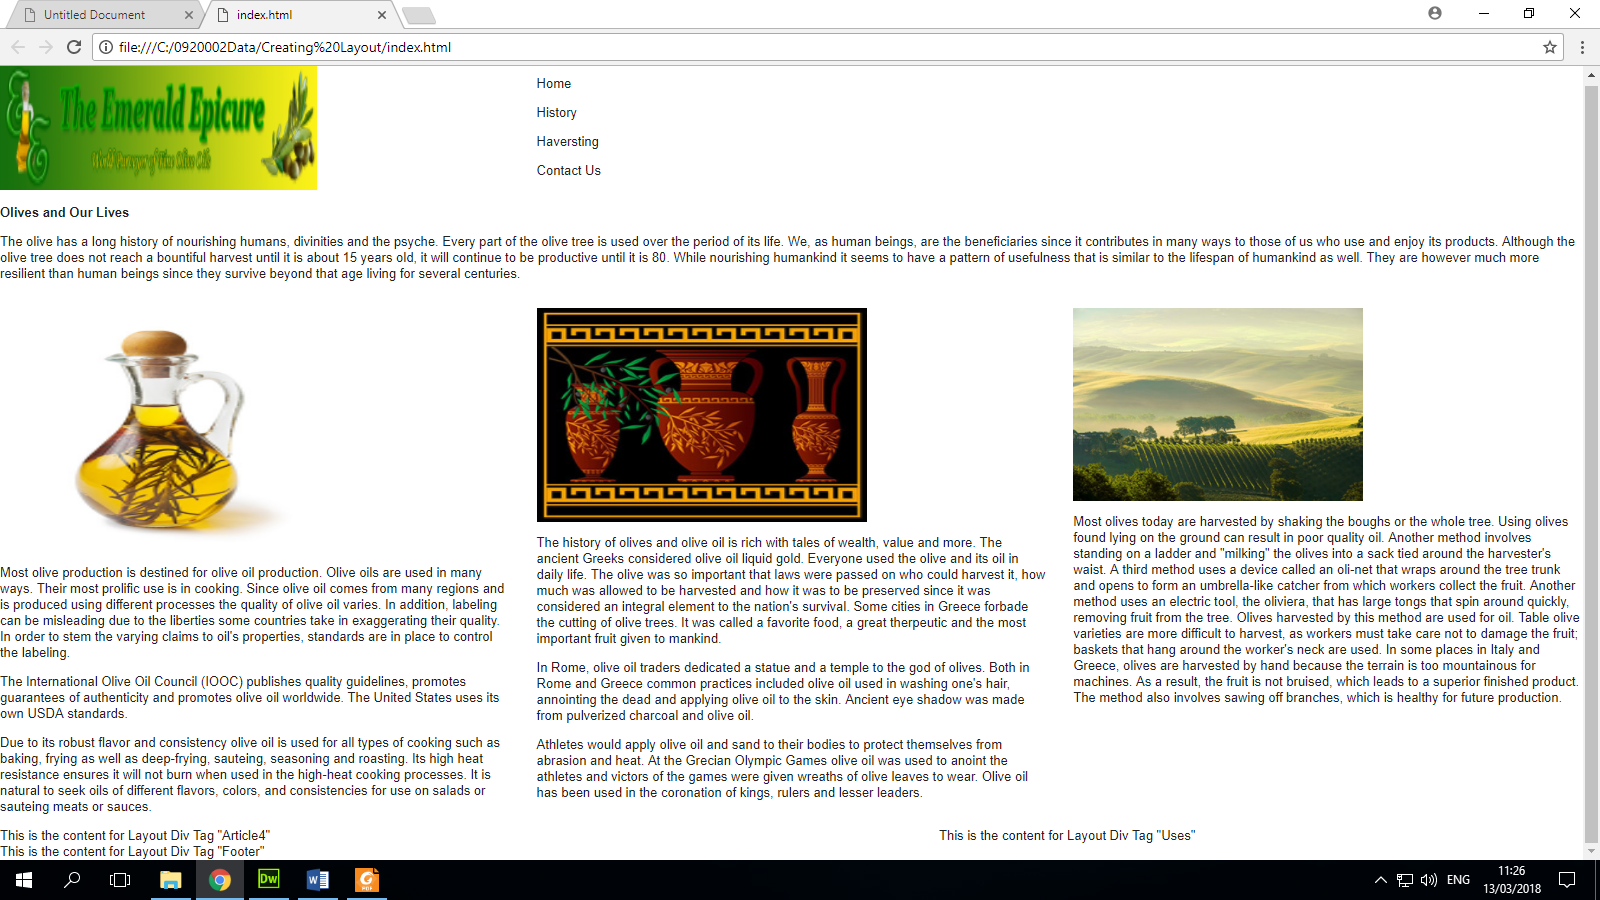 Untitled Document
index.html
file:///C:/0920002Data/Creating%20Layout/index.html
The Emerald Epicure
World Purveyor of Fine Olive Oils
Home
History
Haversting
Contact Us
Olives and Our Lives
The olive has a long history of nourishing humans, divinities and the psyche. Every part of the olive tree is used over the period of its life. We, as human beings, are the beneficiaries since it contributes in many ways to those of us who use and enjoy its products. Although the
olive tree does not reach a bountiful harvest until it is about 15 years old, it will continue to be productive until it is 80. While nourishing humankind it seems to have a pattern of usefulness that is similar to the lifespan of humankind as well. They are however much more
resilient than human beings since they survive beyond that age living for several centuries.
Most olive production is destined for olive oil production. Olive oils are used in many
ways. Their most prolific use is in cooking. Since olive oil comes from many regions and
is produced using different processes the quality of olive oil varies. In addition, labeling
can be misleading due to the liberties some countries take in exaggerating their quality.
In order to stem the varying claims to oil's properties, standards are in place to control
the labeling.
The International Olive Oil Council (IOOC) publishes quality guidelines, promotes
guarantees of authenticity and promotes olive oil worldwide. The United States uses its
own USDA standards.
Due to its robust flavor and consistency olive oil is used for all types of cooking such as
baking, frying as well as deep-frying, sauteing, seasoning and roasting. Its high heat
resistance ensures it will not burn when used in the high-heat cooking processes. It is
natural to seek oils of different flavors, colors, and consistencies for use on salads or
sauteing meats or sauces.
The history of olives and olive oil is rich with tales of wealth, value and more. The
ancient Greeks considered olive oil liquid gold. Everyone used the olive and its oil in
daily life. The olive was so important that laws were passed on who could harvest it, how
much was allowed to be harvested and how it was to be preserved since it was
considered an integral element to the nation's survival. Some cities in Greece forbade
the cutting of olive trees. It was called a favorite food, a great therpeutic and the most
important fruit given to mankind.
In Rome, olive oil traders dedicated a statue and a temple to the god of olives. Both in
Rome and Greece common practices included olive oil used in washing one's hair,
annointing the dead and applying olive oil to the skin. Ancient eye shadow was made
from pulverized charcoal and olive oil.
Athletes would apply olive oil and sand to their bodies to protect themselves from
abrasion and heat. At the Grecian Olympic Games olive oil was used to anoint the
athletes and victors of the games were given wreaths of olive leaves to wear. Olive oil
has been used in the coronation of kings, rulers and lesser leaders.
Most olives today are harvested by shaking the boughs or the whole tree. Using olives
found lying on the ground can result in poor quality oil. Another method involves
standing on a ladder and "milking" the olives into a sack tied around the harvester's
waist. A third method uses a device called an oli-net that wraps around the tree trunk
and opens to form an umbrella-like catcher from which workers collect the fruit. Another
method uses an electric tool, the oliviera, that has large tongs that spin around quickly,
removing fruit from the tree. Olives harvested by this method are used for oil. Table olive
varieties are more difficult to harvest, as workers must take care not to damage the fruit;
baskets that hang around the worker's neck are used. In some places in Italy and
Greece, olives are harvested by hand because the terrain is too mountainous for
machines. As a result, the fruit is not bruised, which leads to a superior finished product.
The method also involves sawing off branches, which is healthy for future production.
This is the content for Layout Div Tag "Article4"
This is the content for Layout Div Tag "Uses"
This is the content for Layout Div Tag "Footer"
Dw
W
G
PDF
ENG
11:26
13/03/2018